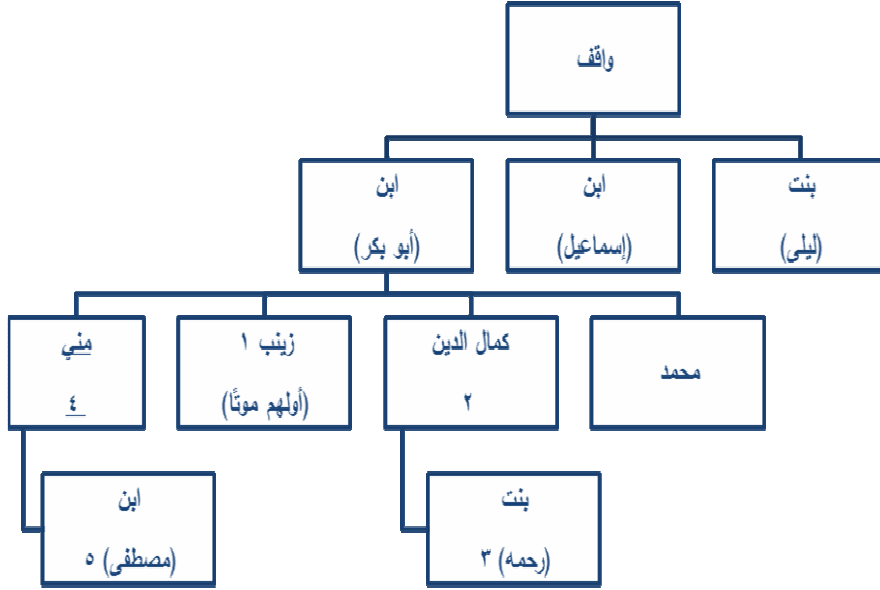 واقف
بنت
(ليلى)
ابن
(إسماعيل)
ابن
(أبو بكر)
محمد
كمال الدين
٢
زينب ١
(أولهم موتًا)
مني
٤
بنت
(رحمه) ٣
ابن
(مصطفى) ٥